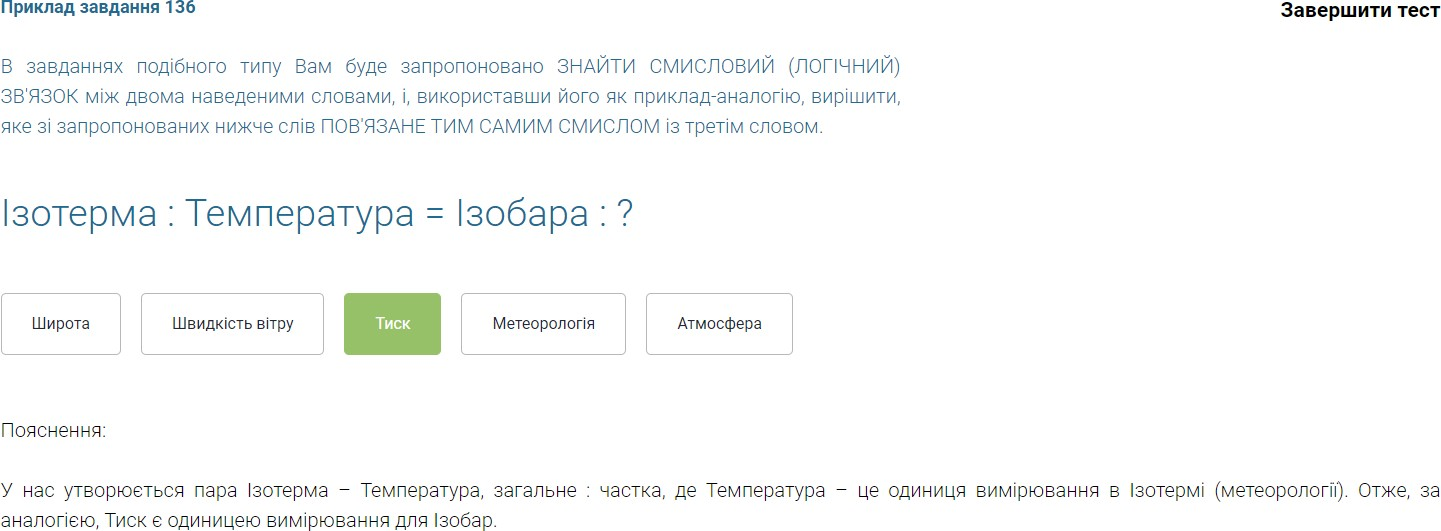 Приклад завдання 136
Завершити тест
В завданнях подібного типу Вам буде запропоновано ЗНАЙТИ СМИСЛОВИЙ (ЛОГІЧНИЙ)
ЗВ'ЯЗОК між двома наведеними словами, і, використавши його як приклад-аналогію, вирішити,
яке зі запропонованих нижче слів ПОВ'ЯЗАНЕ ТИМ САМИМ СМИСЛОМ із третім словом.
Ізотерма : Температура = Ізобара : ?
Широта
Швидкість вітру
Тиск
Метеорологія
Атмосфера
Пояснення:
У нас утворюється пара Ізотерма – Температура, загальне : частка, де Температура – це одиниця вимірювання в Ізотермі (метеорології). Отже, за
аналогією, Тиск є одиницею вимірювання для Ізобар.